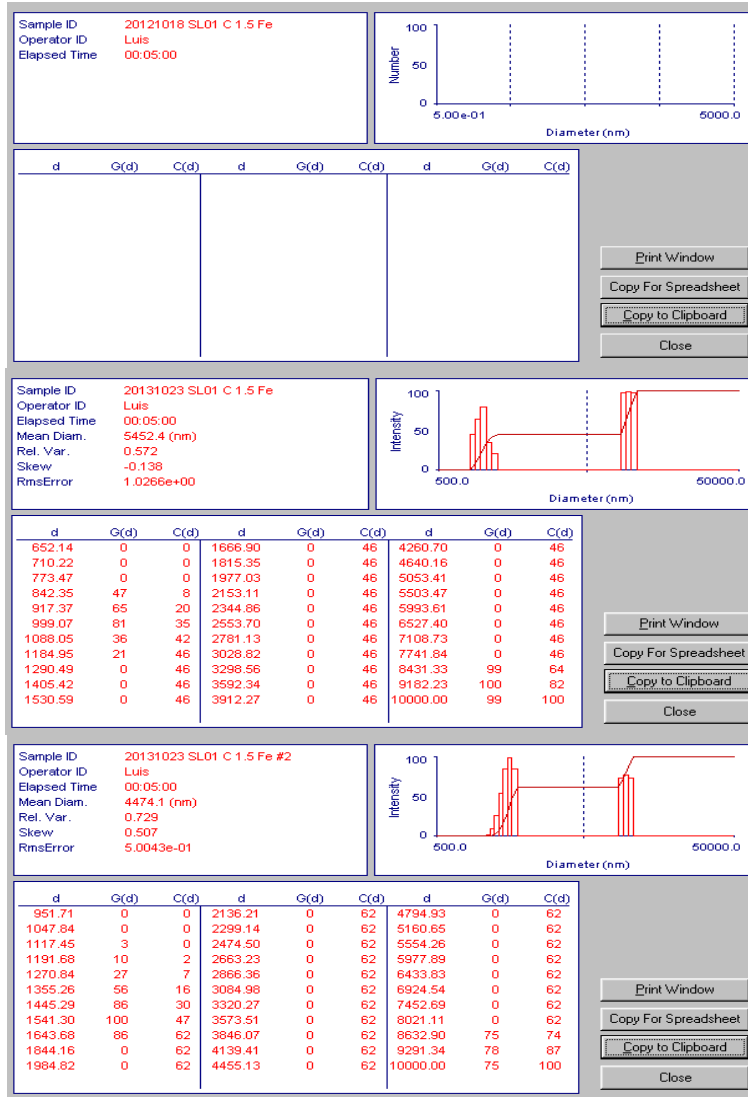 Sample ID 20121018 SL01 C 1.5 Fe
Operator ID Luis
Elapsed Time 00:05:00
Number
100
50
0
5.00e-01 5000.0
Diameter (nm)
d G(d) C(d) d G(d) C(d) d G(d) C(d)
Print Window
Copy For Spreadsheet
Copy to Clipboard
Close
Sample ID 20131023 SL01 C 1.5 Fe
Operator ID Luis
Elapsed Time 00:05:00
Mean Diam. 5452.4 (nm)
Rel. Var. 0.572
Skew -0.138
RmsError 1.0266e+00
Intensity
100
50
0
500.0 50000.0
Diameter (nm)
d G(d) C(d) d G(d) C(d) d G(d) C(d)
652.14 0 0 1666.90 0 46 4260.70 0 46
710.22 0 0 1815.35 0 46 4640.16 0 46
773.47 0 0 1977.03 0 46 5053.41 0 46
842.35 47 8 2153.11 0 46 5503.47 0 46
917.37 65 20 2344.86 0 46 5993.61 0 46
999.07 81 35 2553.70 0 46 6527.40 0 46
1088.05 36 42 2781.13 0 46 7108.73 0 46
1184.95 21 46 3028.82 0 46 7741.84 0 46
1290.49 0 46 3298.56 0 46 8431.33 99 64
1405.42 0 46 3592.34 0 46 9182.23 100 82
1530.59 0 46 3912.27 0 46 10000.00 99 100
Print Window
Copy For Spreadsheet
Copy to Clipboard
Close
Sample ID 20131023 SL01 C 1.5 Fe #2
Operator ID Luis
Elapsed Time 00:05:00
Mean Diam. 4474.1 (nm)
Rel. Var. 0.729
Skew 0.507
RmsError 5.0043e-01
Intensity
100
50
0
500.0 50000.0
Diameter (nm)
d G(d) C(d) d G(d) C(d) d G(d) C(d)
951.71 0 0 2136.21 0 62 4794.93 0 62
1047.84 0 0 2299.14 0 62 5160.65 0 62
1117.45 3 0 2474.50 0 62 5554.26 0 62
1191.68 10 2 2663.23 0 62 5977.89 0 62
1270.84 27 7 2866.36 0 62 6433.83 0 62
1355.26 56 16 3084.98 0 62 6924.54 0 62
1445.29 86 30 3320.27 0 62 7452.69 0 62
1541.30 100 47 3573.51 0 62 8021.11 0 62
1643.68 86 62 3846.07 0 62 8632.90 75 74
1844.16 0 62 4139.41 0 62 9291.34 78 87
1984.82 0 62 4455.13 0 62 10000.00 75 100
Print Window
Copy For Spreadsheet
Copy to Clipboard
Close